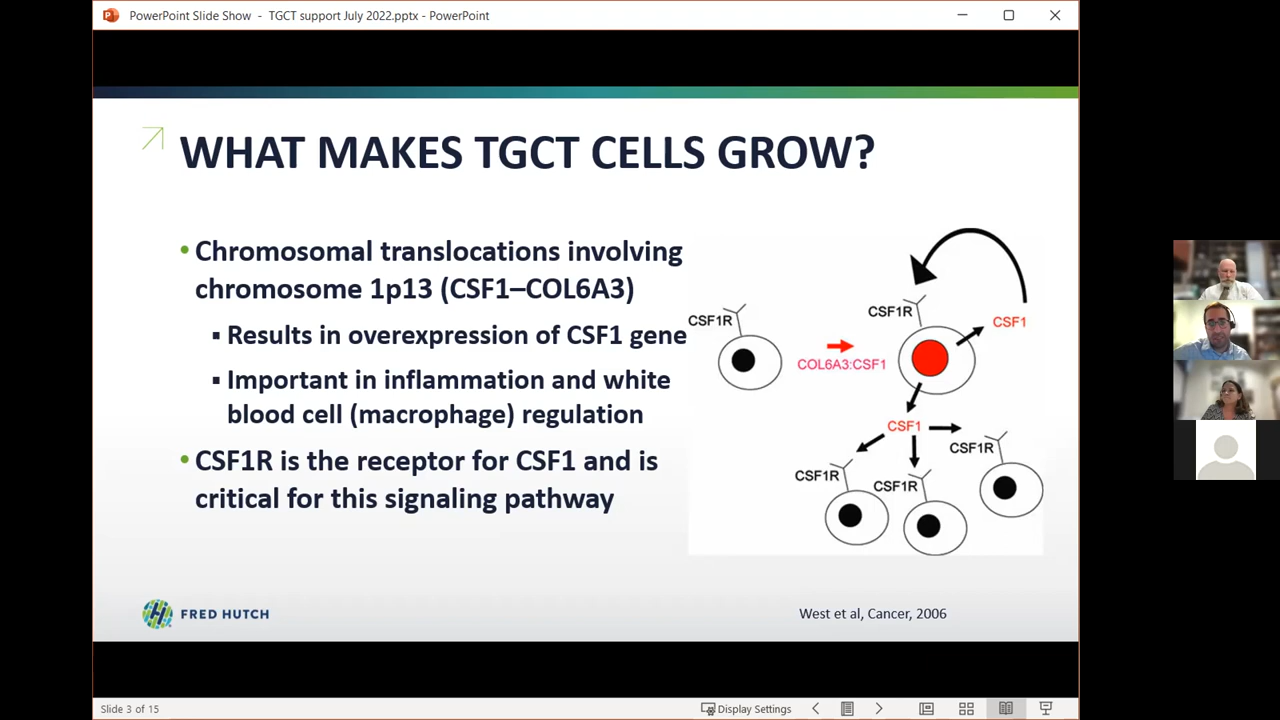 PowerPoint Slide Show - TGCT support July 2022.pptx - PowerPoint
WHAT MAKES TGCT CELLS GROW?
• Chromosomal translocations involving
chromosome 1p13 (CSF1–COL6A3)
▪ Results in overexpression of CSF1 gene
▪ Important in inflammation and white
blood cell (macrophage) regulation
• CSF1R is the receptor for CSF1 and is
critical for this signaling pathway
CSF1R
COL6A3:CSF1
CSF1R
CSF1
CSF1
CSF1R
CSF1R
CSF1R
FRED HUTCH
West et al, Cancer, 2006
Slide 3 of 15
Display Settings